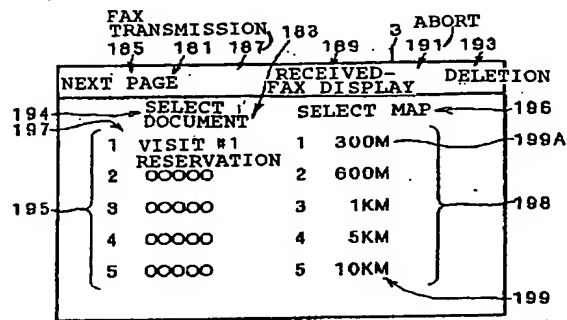 FAX
TRANSMISSION
ABORT
185 181 187 183 189 3 191 193
NEXT PAGE RECEIVED-FAX DISPLAY DELETION
194 SELECT DOCUMENT SELECT MAP 196
197
1 VISIT #1 RESERVATION 1 300M 199A
2 OOOOO 2 600M
195 3 OOOOO 3 1KM 198
4 OOOOO 4 5KM
5 OOOOO 5 10KM
199